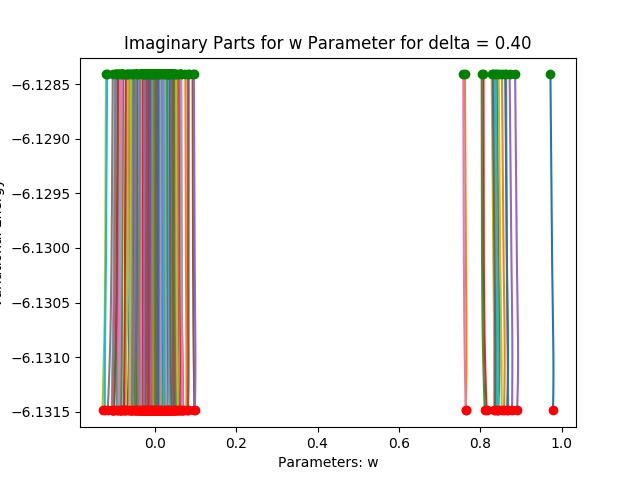 Imaginary Parts for w Parameter for delta = 0.40
−6.1285
−6.1290
−6.1295
−6.1300
−6.1305
−6.1310
−6.1315
0.0 0.2 0.4 0.6 0.8 1.0
Parameters: w